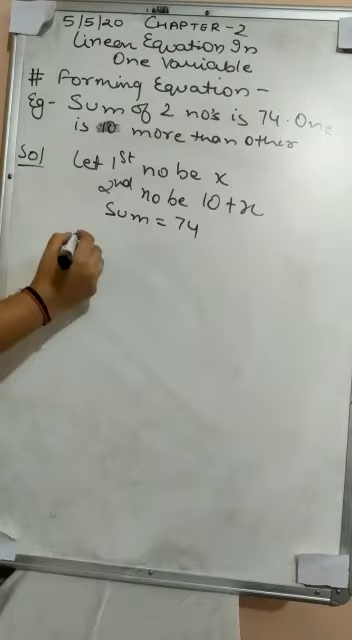 5/5/20 CHAPTER-2
Linear Equation In
One Variable
# Forming Equation -
Eg - Sum of 2 no's is 74. One
is 10 more than other
Sol Let 1st no be x
2nd no be 10+x
Sum = 74